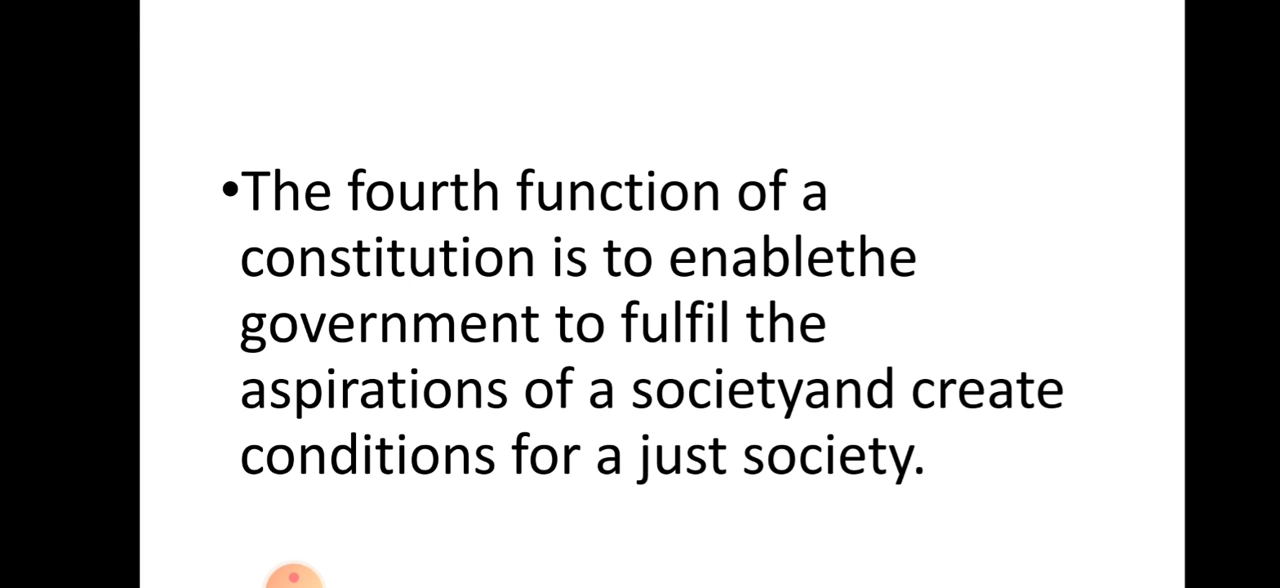 •The fourth function of a
constitution is to enablethe
government to fulfil the
aspirations of a societyand create
conditions for a just society.